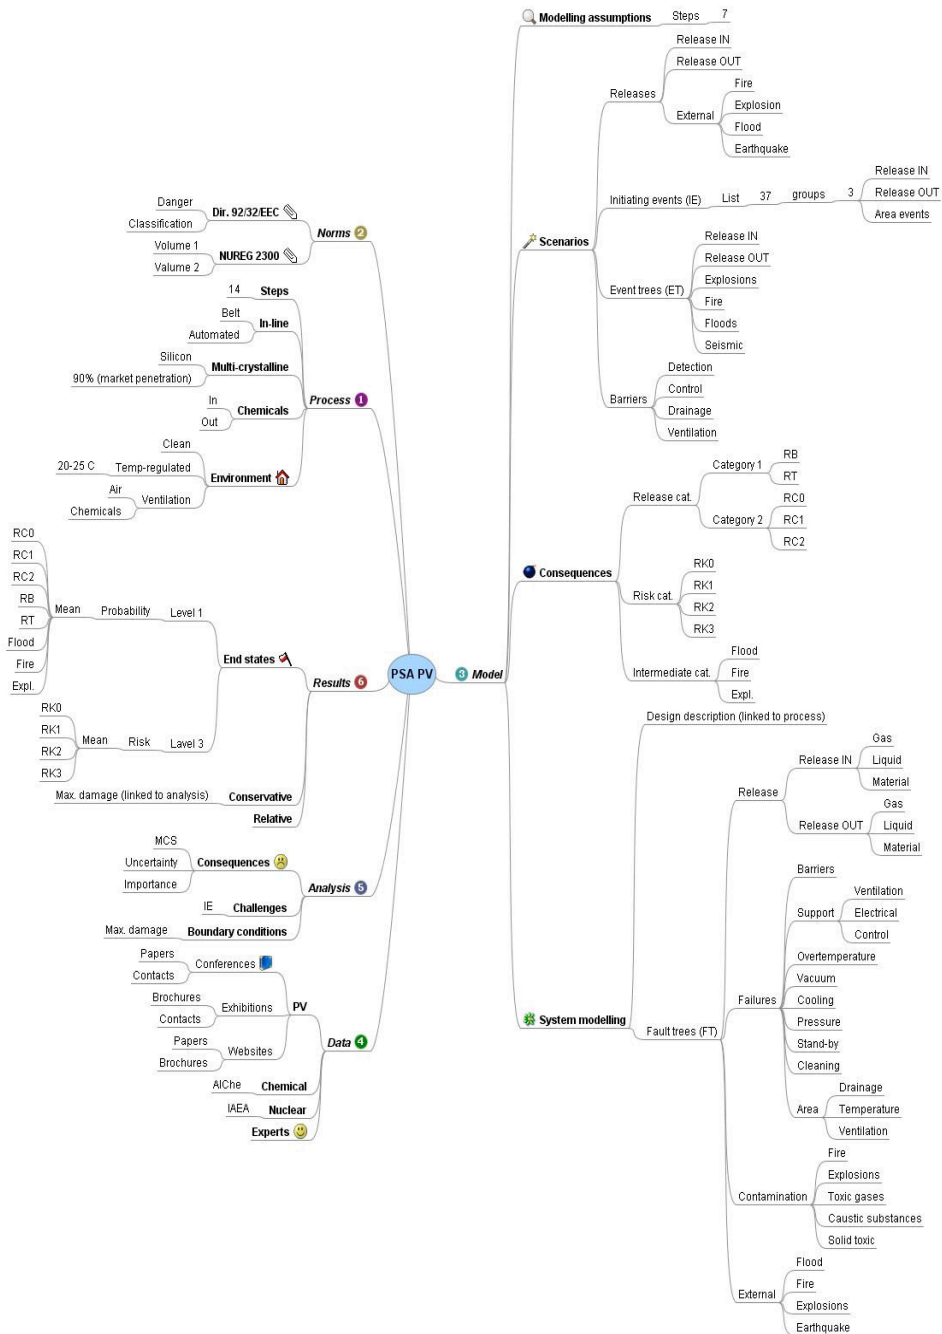 PSA PV
Norms 2
Dir. 92/32/EEC
Danger
Classification
NUREG 2300
Volume 1
Valume 2
Process 1
Steps
14
In-line
Belt
Automated
Multi-crystalline
Silicon
90% (market penetration)
Chemicals
In
Out
Environment
Clean
Temp-regulated
20-25 C
Ventilation
Air
Chemicals
Results 6
End states
Level 1
Probability
Mean
RC0
RC1
RC2
RB
RT
Flood
Fire
Expl.
Lavel 3
Risk
Mean
RK0
RK1
RK2
RK3
Conservative
Max. damage (linked to analysis)
Relative
Analysis 5
Consequences
MCS
Uncertainty
Importance
Challenges
IE
Boundary conditions
Max. damage
Data 4
PV
Conferences
Papers
Contacts
Exhibitions
Brochures
Contacts
Websites
Papers
Brochures
Chemical
AIChe
Nuclear
IAEA
Experts
3 Model
Modelling assumptions
Steps
7
Scenarios
Releases
Release IN
Release OUT
External
Fire
Explosion
Flood
Earthquake
Initiating events (IE)
List
37
groups
3
Release IN
Release OUT
Area events
Event trees (ET)
Release IN
Release OUT
Explosions
Fire
Floods
Seismic
Barriers
Detection
Control
Drainage
Ventilation
Consequences
Release cat.
Category 1
RB
RT
Category 2
RC0
RC1
RC2
Risk cat.
RK0
RK1
RK2
RK3
Intermediate cat.
Flood
Fire
Expl.
System modelling
Design description (linked to process)
Fault trees (FT)
Release
Release IN
Gas
Liquid
Material
Release OUT
Gas
Liquid
Material
Failures
Barriers
Support
Ventilation
Electrical
Control
Overtemperature
Vacuum
Cooling
Pressure
Stand-by
Cleaning
Area
Drainage
Temperature
Ventilation
Contamination
Fire
Explosions
Toxic gases
Caustic substances
Solid toxic
External
Flood
Fire
Explosions
Earthquake